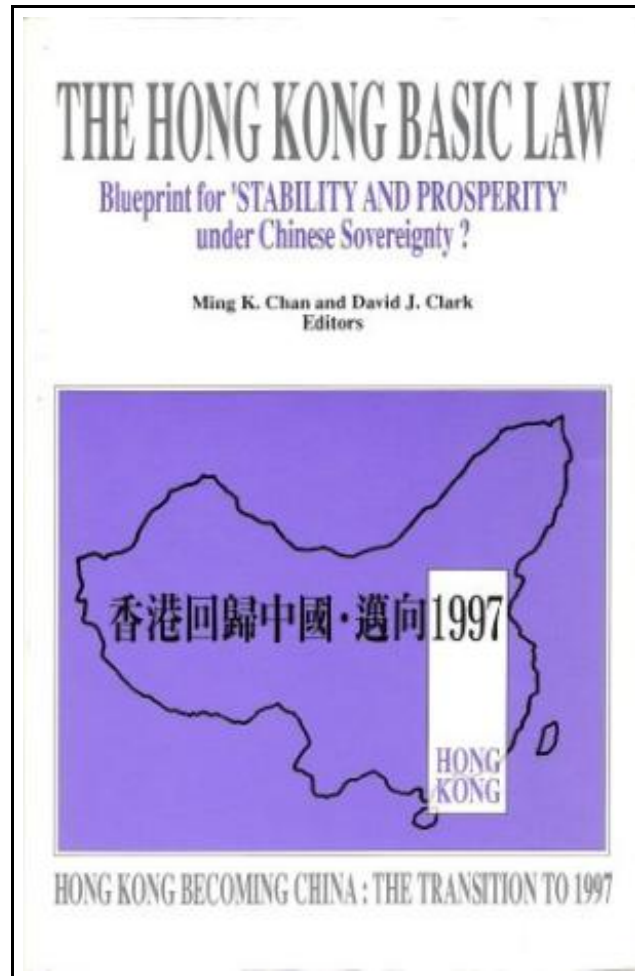 THE HONG KONG BASIC LAW
Blueprint for 'STABILITY AND PROSPERITY'
under Chinese Sovereignty ?
Ming K. Chan and David J. Clark
Editors
香港回歸中國·邁向1997
HONG
KONG
HONG KONG BECOMING CHINA : THE TRANSITION TO 1997